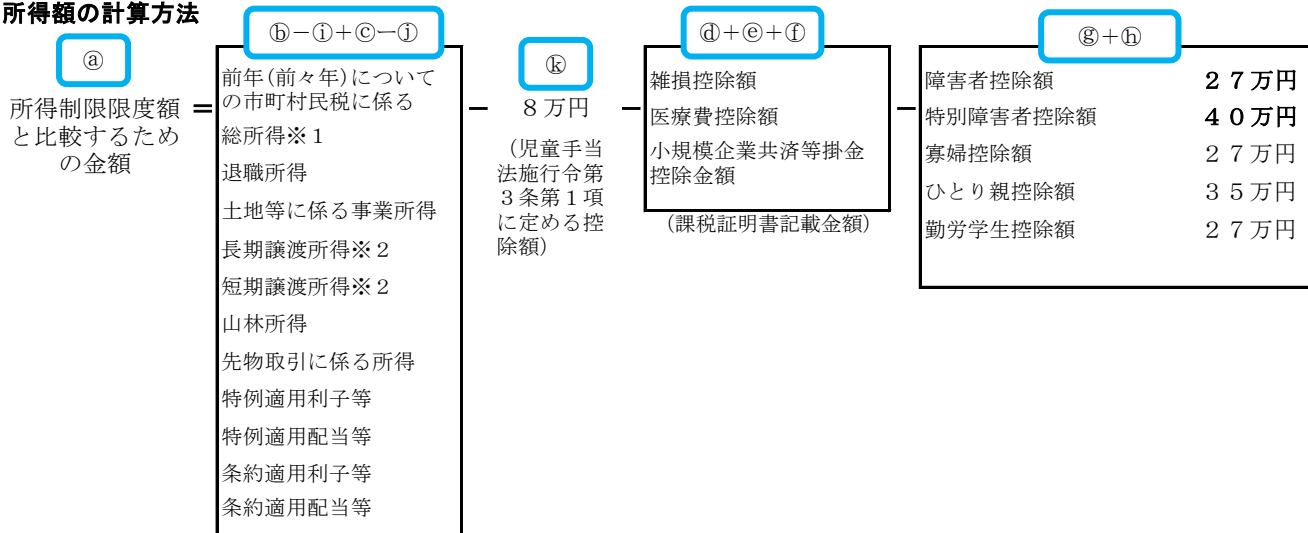 所得額の計算方法
ⓐ
所得制限限度額
と比較するため
の金額
＝
ⓑ－ⓘ＋ⓒ－ⓙ
前年(前々年)について
の市町村民税に係る
総所得※１
退職所得
土地等に係る事業所得
長期譲渡所得※２
短期譲渡所得※２
山林所得
先物取引に係る所得
特例適用利子等
特例適用配当等
条約適用利子等
条約適用配当等
－
ⓚ
８万円
（児童手当
法施行令第
３条第１項
に定める控
除額）
－
ⓓ＋ⓔ＋ⓕ
雑損控除額
医療費控除額
小規模企業共済等掛金
控除金額
（課税証明書記載金額）
－
ⓖ＋ⓗ
障害者控除額 ２７万円
特別障害者控除額 ４０万円
寡婦控除額 ２７万円
ひとり親控除額 ３５万円
勤労学生控除額 ２７万円